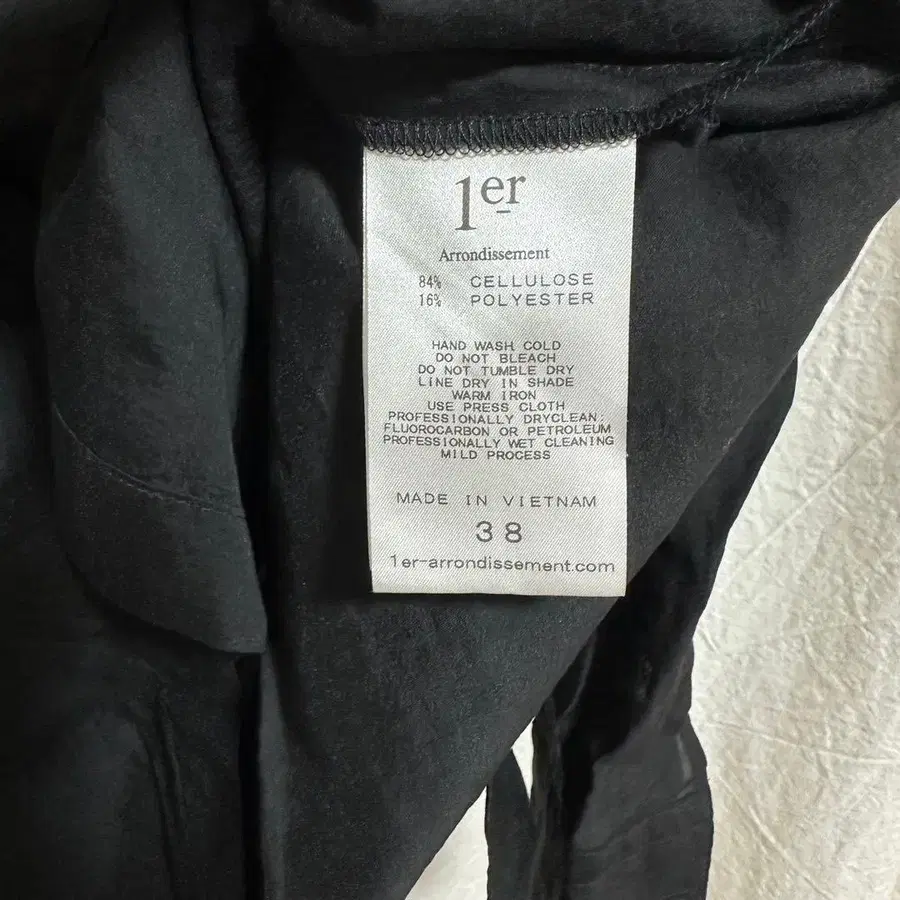 1er
Arrondissement
84% CELLULOSE
16% POLYESTER
HAND WASH COLD
DO NOT BLEACH
DO NOT TUMBLE DRY
LINE DRY IN SHADE
WARM IRON
USE PRESS CLOTH
PROFESSIONALLY DRYCLEAN:
FLUOROCARBON OR PETROLEUM
PROFESSIONALLY WET CLEANING
MILD PROCESS
MADE IN VIETNAM
38
1er-arrondissement.com